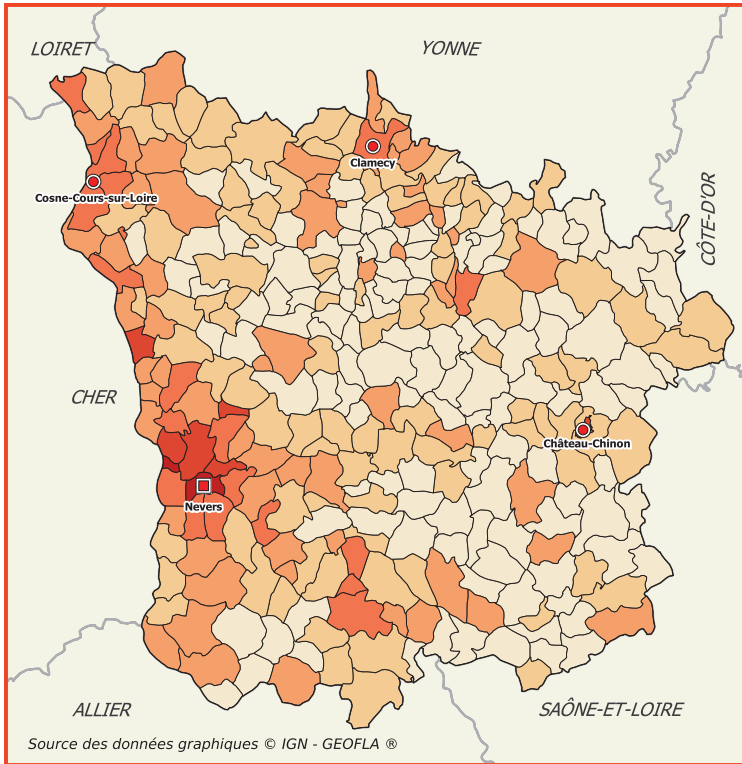 LOIRET
YONNE
Clamecy
Cosne-Cours-sur-Loire
CÔTE-D'OR
CHER
Château-Chinon
Nevers
ALLIER
SAÔNE-ET-LOIRE
Source des données graphiques © IGN - GEOFLA ®